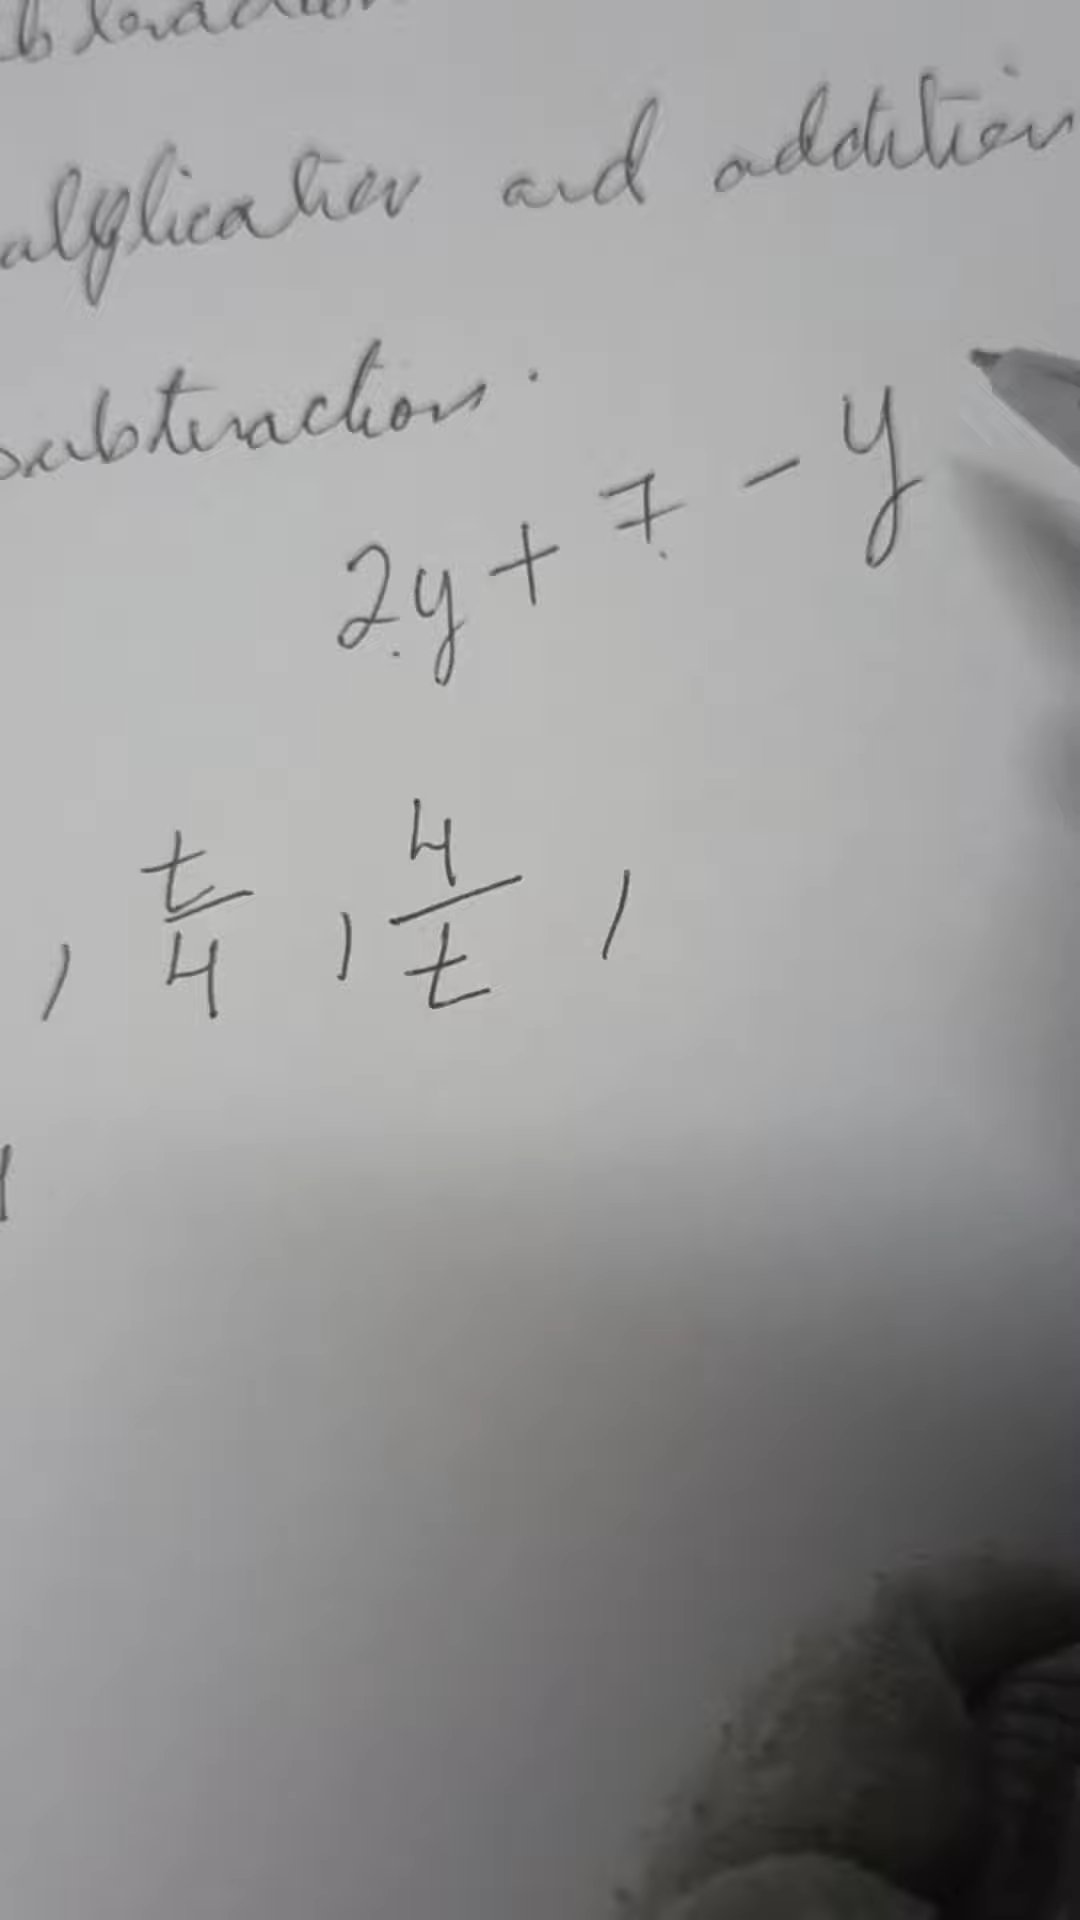 and addition
subtraction.
2y + 7 - y
, t/4 , 4/t ,